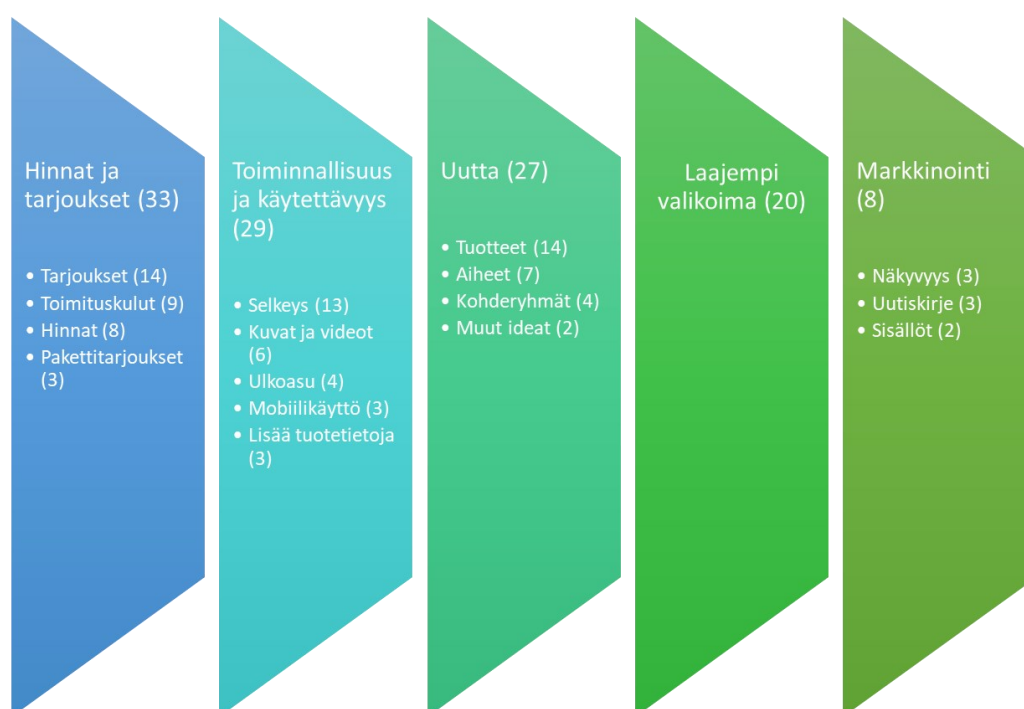 Hinnat ja
tarjoukset (33)
• Tarjoukset (14)
• Toimituskulut (9)
• Hinnat (8)
• Pakettitarjoukset
(3)
Toiminnallisuus
ja käytettävyys
(29)
• Selkeys (13)
• Kuvat ja videot
(6)
• Ulkoasu (4)
• Mobiilikäyttö (3)
• Lisää tuotetietoja
(3)
Uutta (27)
• Tuotteet (14)
• Aiheet (7)
• Kohderyhmät (4)
• Muut ideat (2)
Laajempi
valikoima (20)
Markkinointi
(8)
• Näkyvyys (3)
• Uutiskirje (3)
• Sisällöt (2)